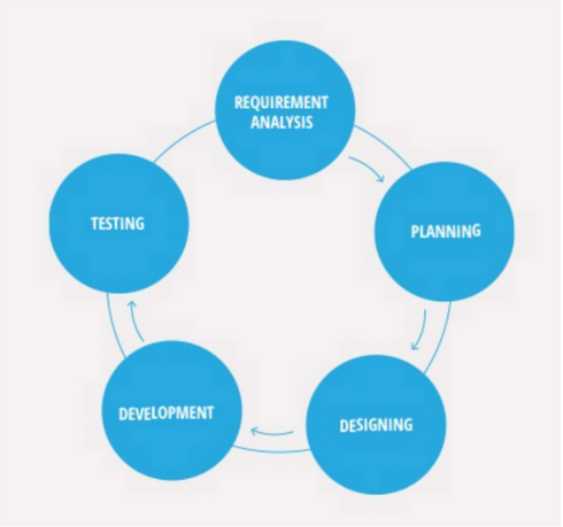 REQUIREMENT
ANALYSIS
PLANNING
DESIGNING
DEVELOPMENT
TESTING